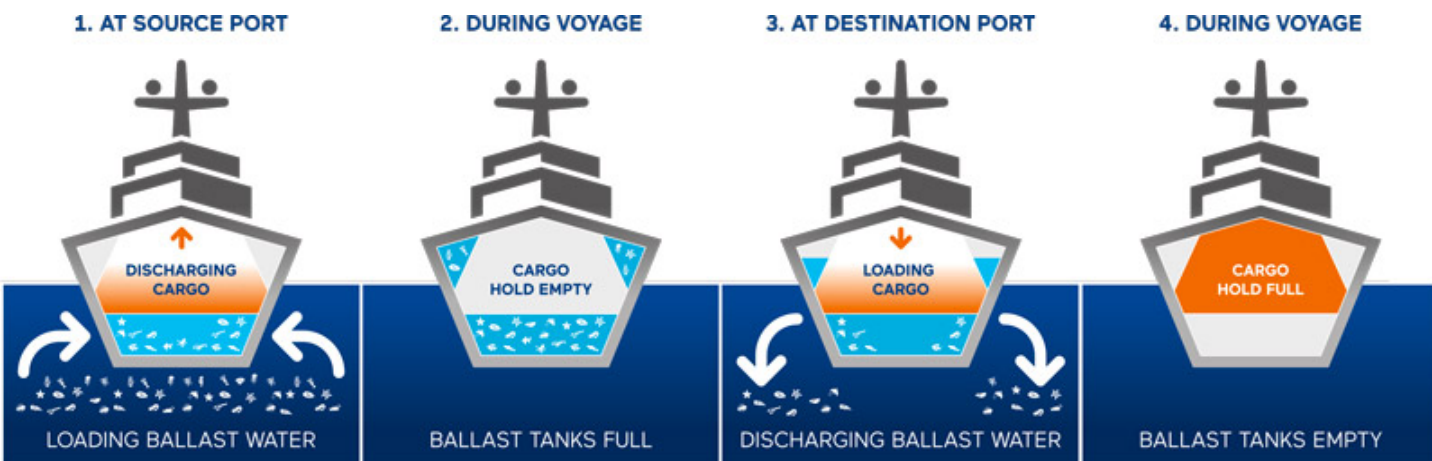 1. AT SOURCE PORT
DISCHARGING
CARGO
LOADING BALLAST WATER
2. DURING VOYAGE
CARGO
HOLD EMPTY
BALLAST TANKS FULL
3. AT DESTINATION PORT
LOADING
CARGO
DISCHARGING BALLAST WATER
4. DURING VOYAGE
CARGO
HOLD FULL
BALLAST TANKS EMPTY